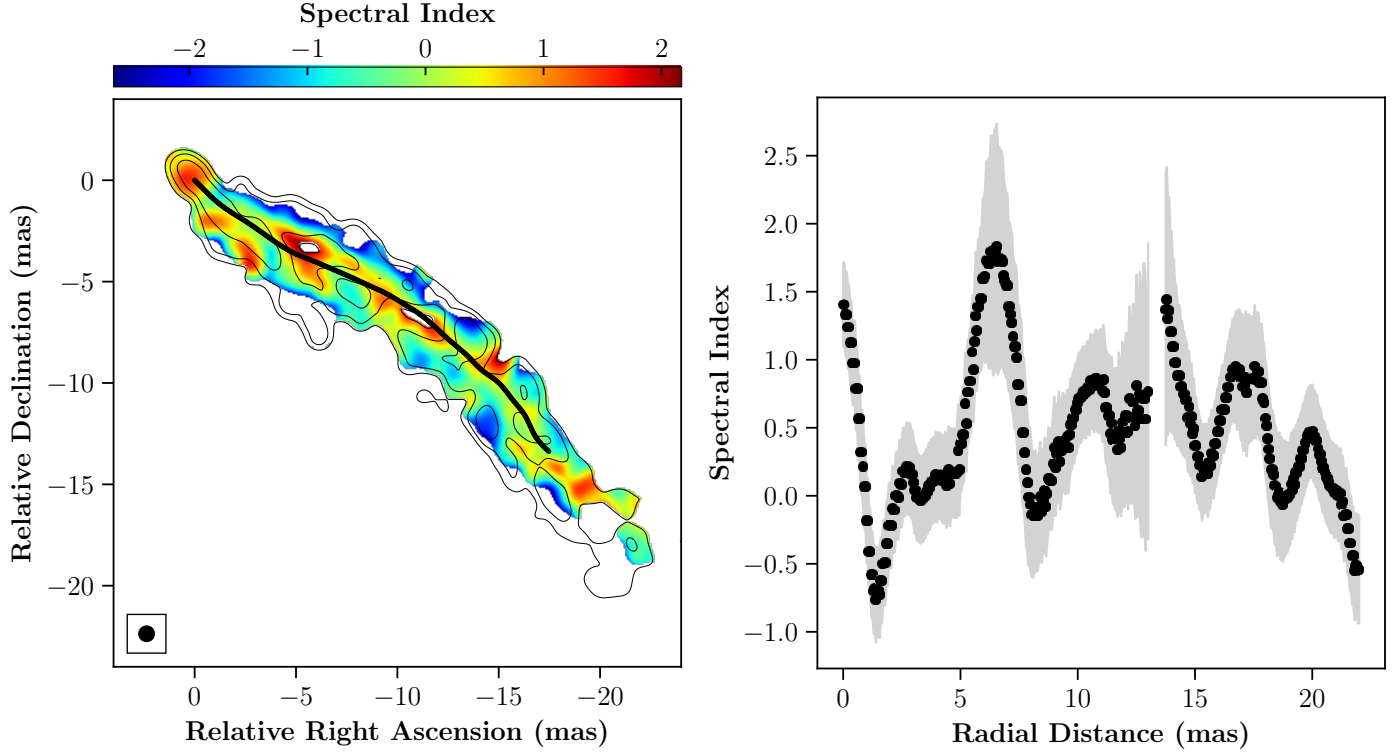 Spectral Index
−2 −1 0 1 2
0
−5
−10
−15
−20
Relative Declination (mas)
0 −5 −10 −15 −20
Relative Right Ascension (mas)
2.5
2.0
1.5
1.0
0.5
0.0
−0.5
−1.0
Spectral Index
0 5 10 15 20
Radial Distance (mas)